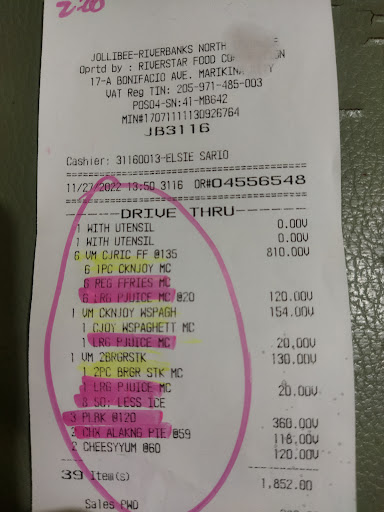 2:20
JOLLIBEE-RIVERBANKS NORTH
Oprtd by : RIVERSTAR FOOD
17-A BONIFACIO AVE. MARIKINA
VAT Reg TIN: 205-971-485-003
POS04-SN:41-MB642
MIN#17071111130926764
JB3116
Cashier: 31160013-ELSIE SARIO
11/27/2022 13:50 3116 OR#04556548
DRIVE THRU
1 WITH UTENSIL 0.00V
1 WITH UTENSIL 0.00V
6 VM CJRIC FF @135 810.00V
6 1PC CKNJOY MC
6 REG FFRIES MC
6 LRG PJUICE MC @20 120.00V
1 VM CKNJOY WSPAGH 154.00V
1 CJOY WSPAGHETT MC
1 LRG PJUICE MC 20.00V
1 VM 2BRGRSTK 130.00V
1 2PC BRGR STK MC
1 LRG PJUICE MC 20.00V
8 50% LESS ICE
3 PLBK @120 360.00V
2 CHK ALAKNG PIE @59 118.00V
2 CHEESYYUM @60 120.00V
39 Item(s) 1,852.00
Sales PWD